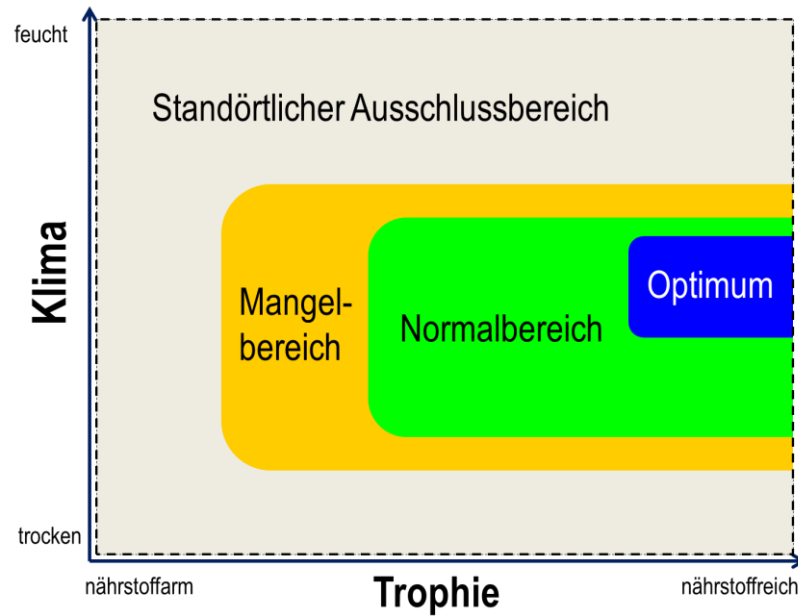 feucht
Standörtlicher Ausschlussbereich
Klima
Optimum
Mangel-
bereich
Normalbereich
trocken
nährstoffarm
Trophie
nährstoffreich